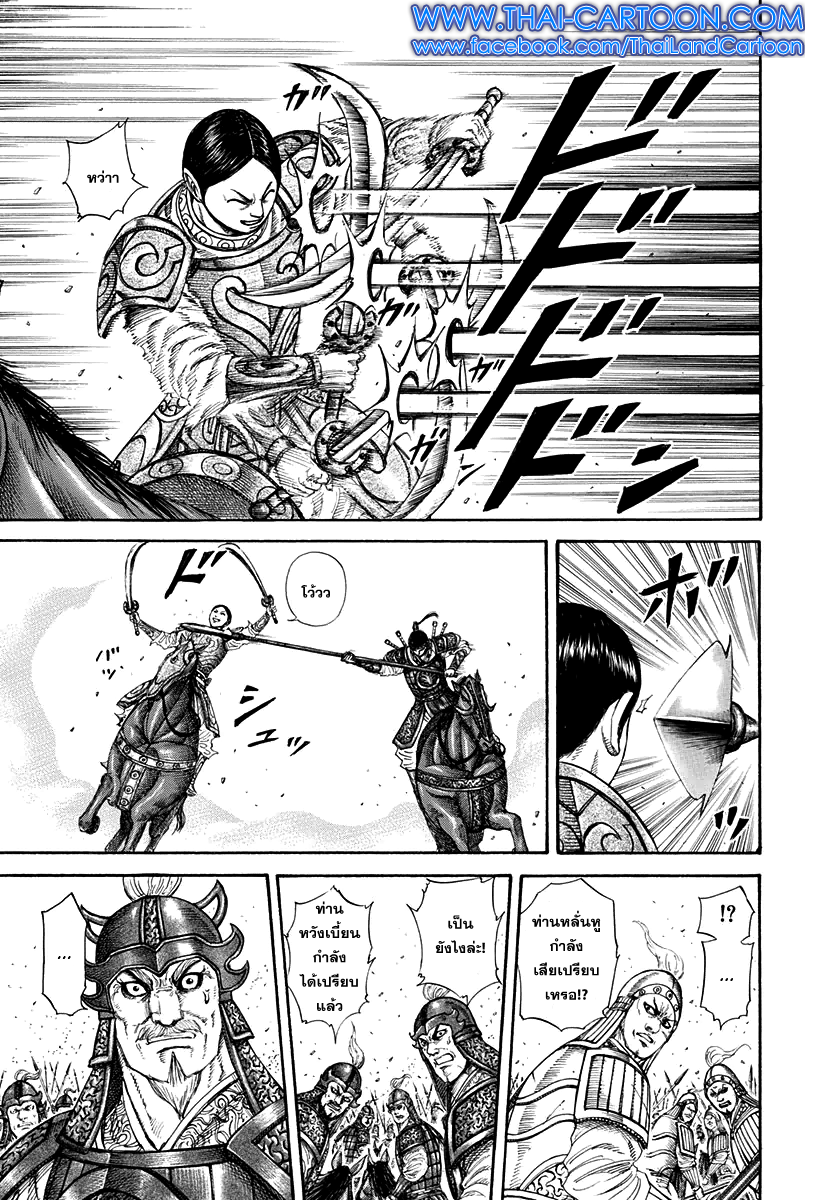 WWW.THAI-CARTOON.COM
www.facebook.com/ThaiLandCartoon
ドドドドン
ガ
ガ
ガ
ガ
หว่าา
ボッ
ッ
ド
バッ
シュッ
โว้วว
!?
...
ท่านหลั่นทู
กำลัง
เสียเปรียบ
เหรอ!?
เป็น
ยังไงล่ะ!
ท่าน
หวังเบี้ยน
กำลัง
ได้เปรียบ
แล้ว
...